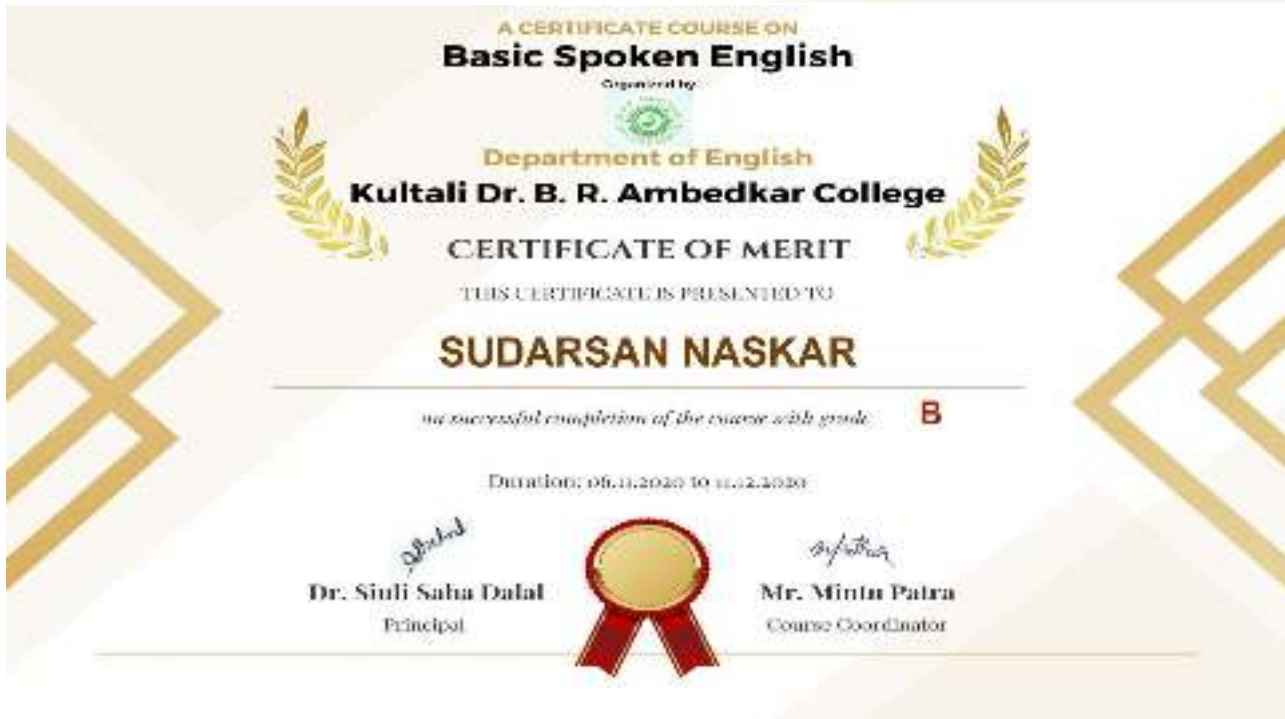 A CERTIFICATE COURSE ON
Basic Spoken English
Organized by
Department of English
Kultali Dr. B. R. Ambedkar College
CERTIFICATE OF MERIT
THIS CERTIFICATE IS PRESENTED TO
SUDARSAN NASKAR
on successful completion of the course with grade B
Duration: 06.11.2020 to 11.12.2020
Dr. Siuli Saha Dalal Mr. Mintu Patra
Principal Course Coordinator